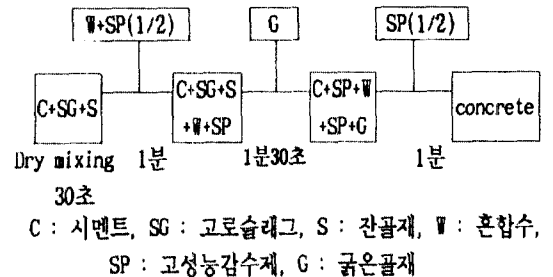 W+SP(1/2) G SP(1/2)
C+SG+S C+SG+S +W+SP C+SP+W +SP+G concrete
Dry mixing 1분 1분30초 1분
30초
C : 시멘트, SG : 고로슬래그, S : 잔골재, W : 혼합수,
SP : 고성능감수제, G : 굵은골재